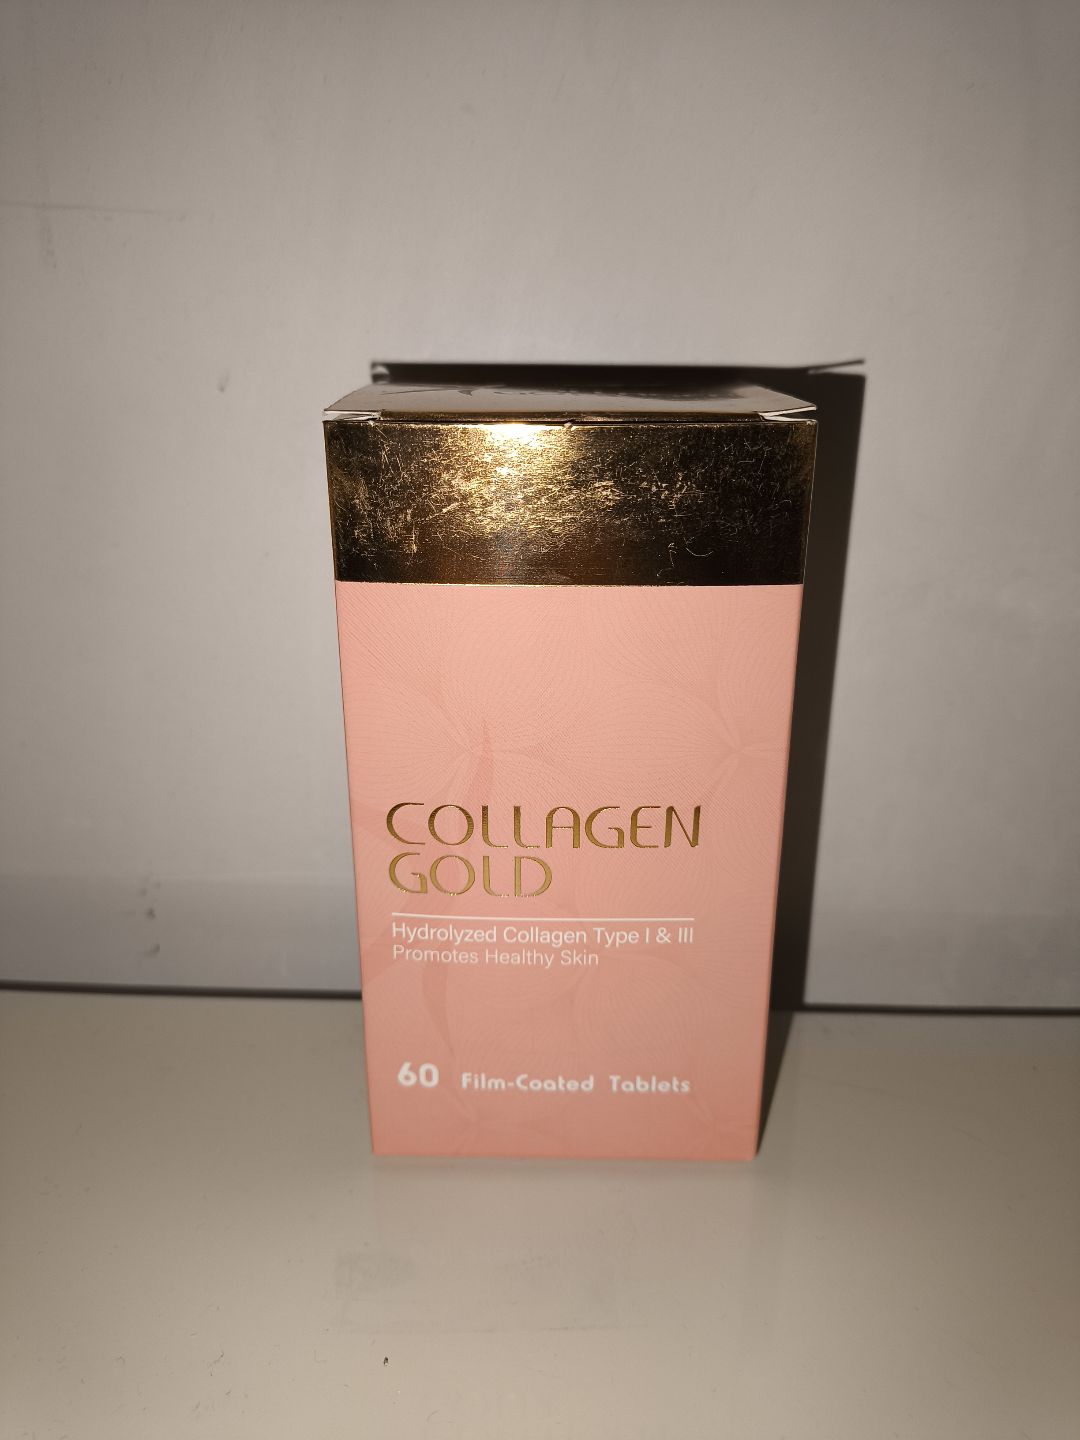 COLLAGEN
GOLD
Hydrolyzed Collagen Type I & III
Promotes Healthy Skin
60 Film-Coated Tablets